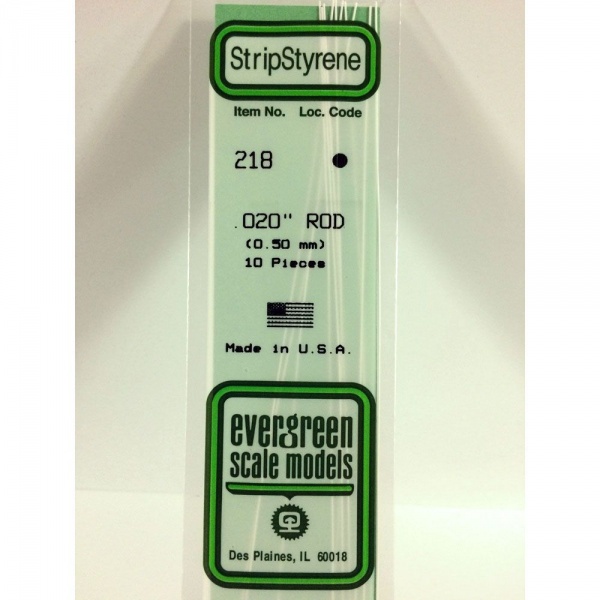 StripStyrene
Item No. Loc. Code
218
.020" ROD
(0.50 mm)
10 Pieces
Made in U.S.A.
evergreen
scale models
Des Plaines, IL 60018